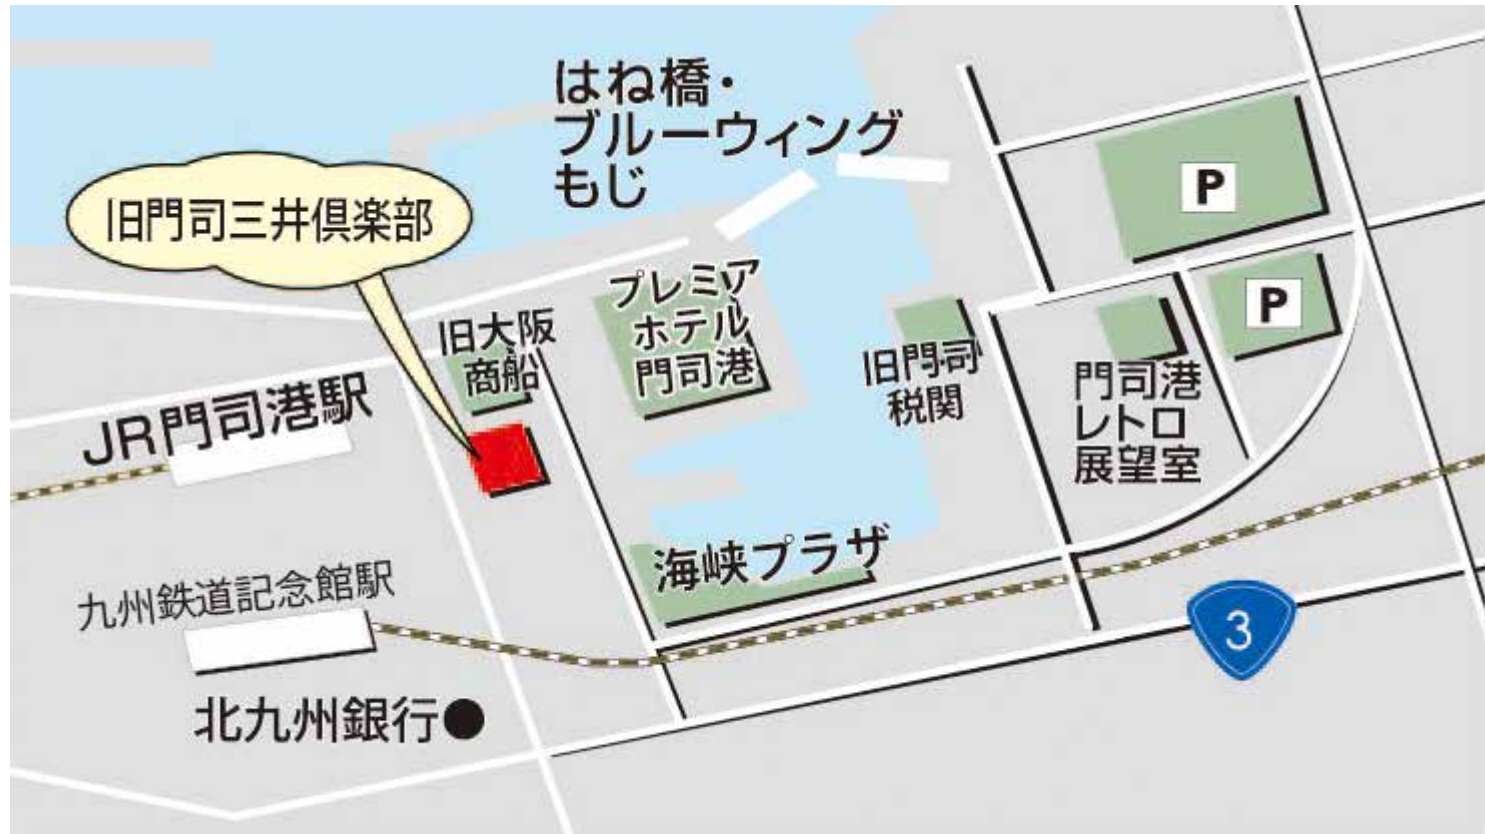 はね橋・
ブルーウィング
もじ
旧門司三井倶楽部
P
プレミア
ホテル
門司港
P
旧大阪
商船
旧門司
税関
門司港
レトロ
展望室
JR門司港駅
海峡プラザ
九州鉄道記念館駅
3
北九州銀行●